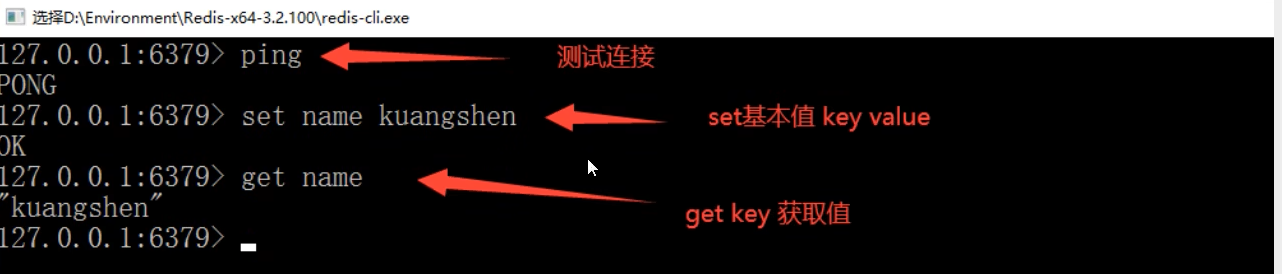 选择D:\Environment\Redis-x64-3.2.100\redis-cli.exe
127.0.0.1:6379> ping 测试连接
PONG
127.0.0.1:6379> set name kuangshen set基本值 key value
OK
127.0.0.1:6379> get name
"kuangshen" get key 获取值
127.0.0.1:6379>